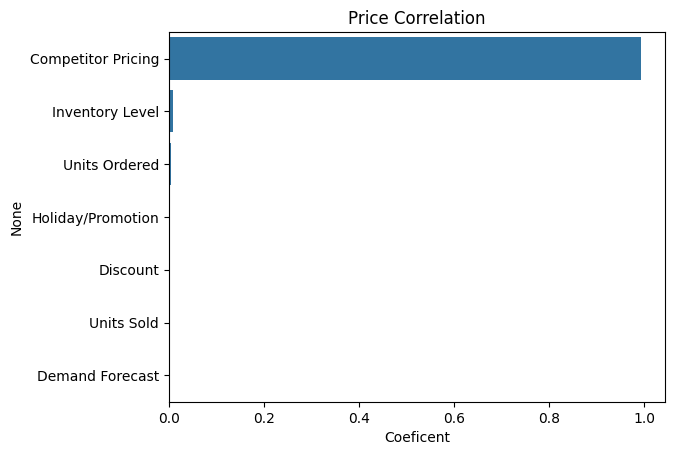 Price Correlation
Competitor Pricing
Inventory Level
Units Ordered
Holiday/Promotion
Discount
Units Sold
Demand Forecast
None
0.0 0.2 0.4 0.6 0.8 1.0
Coeficent